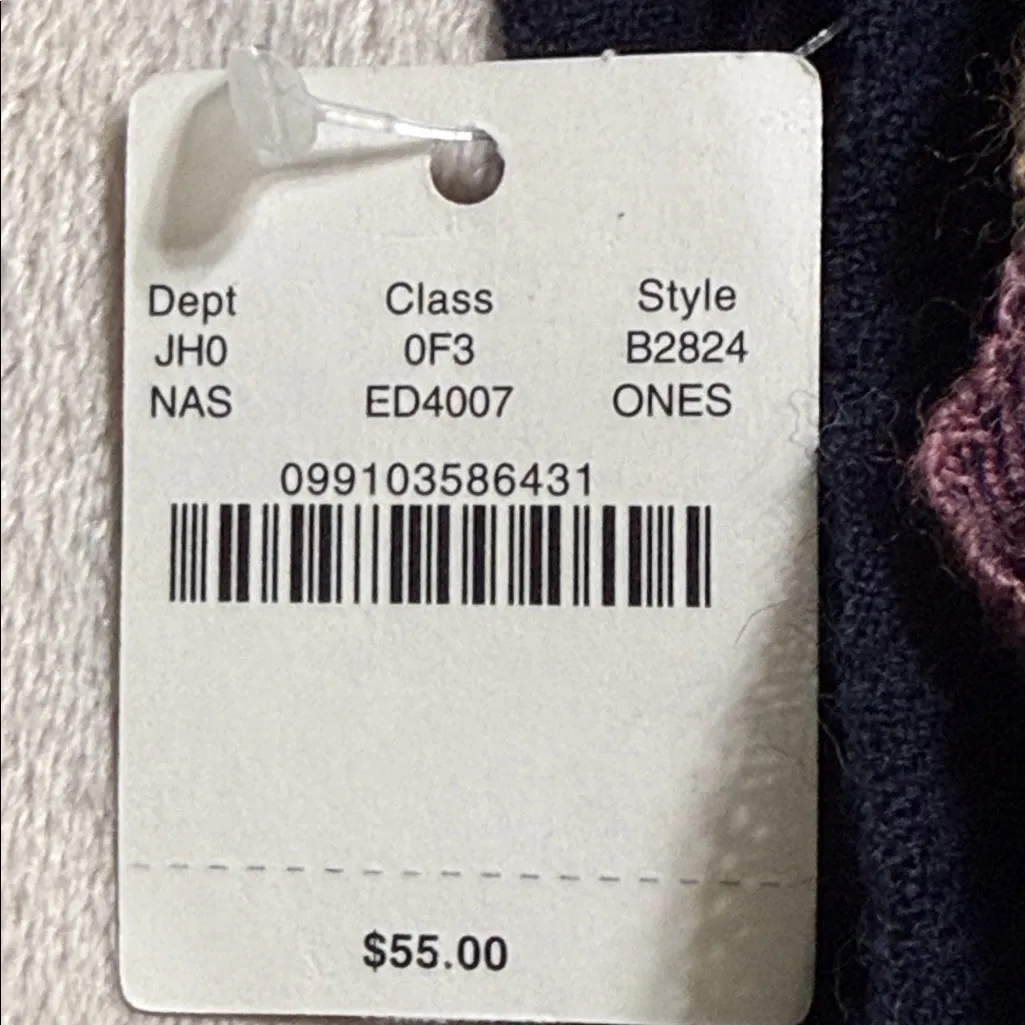 Dept Class Style
JH0 0F3 B2824
NAS ED4007 ONES
099103586431
$55.00